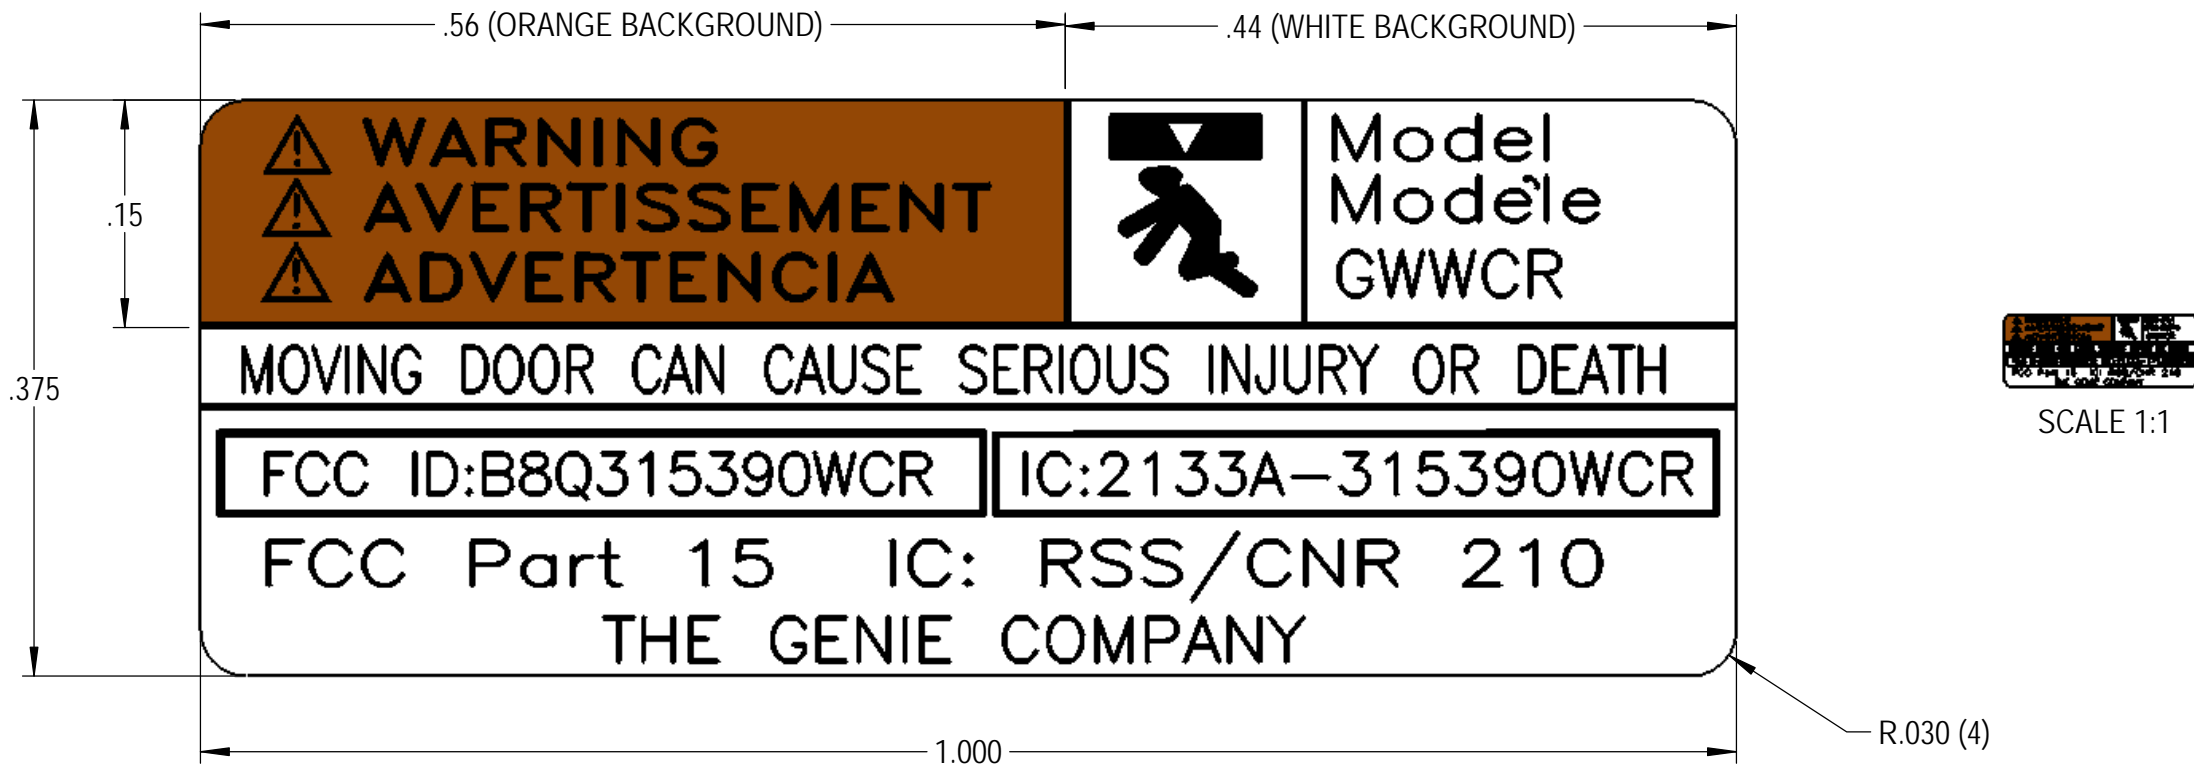 .56 (ORANGE BACKGROUND)
.44 (WHITE BACKGROUND)
WARNING
AVERTISSEMENT
ADVERTENCIA
Model
Modèle
GWWCR
.15
.375
MOVING DOOR CAN CAUSE SERIOUS INJURY OR DEATH
FCC ID:B8Q315390WCR
IC:2133A-315390WCR
FCC Part 15 IC: RSS/CNR 210
THE GENIE COMPANY
1.000
R.030 (4)
SCALE 1:1